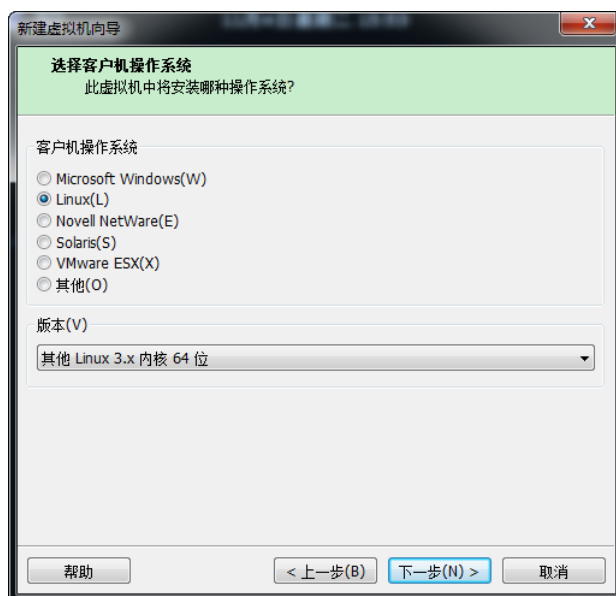 新建虚拟机向导
选择客户机操作系统
此虚拟机中将安装哪种操作系统?
客户机操作系统
Microsoft Windows(W)
Linux(L)
Novell NetWare(E)
Solaris(S)
VMware ESX(X)
其他(O)
版本(V)
其他 Linux 3.x 内核 64 位
帮助
< 上一步(B)
下一步(N) >
取消